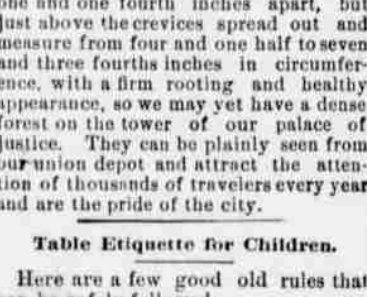 one and one fourth inches apart, but
just above the crevices spread out and
measure from four and one half to seven
and three fourths inches in circumfer-
ence, with a firm rooting and healthy
appearance, so we may yet have a dense
forest on the tower of our palace of
justice. They can be plainly seen from
our union depot and attract the atten-
tion of thousands of travelers every year
and are the pride of the city.
Table Etiquette for Children.
Here are a few good old rules that